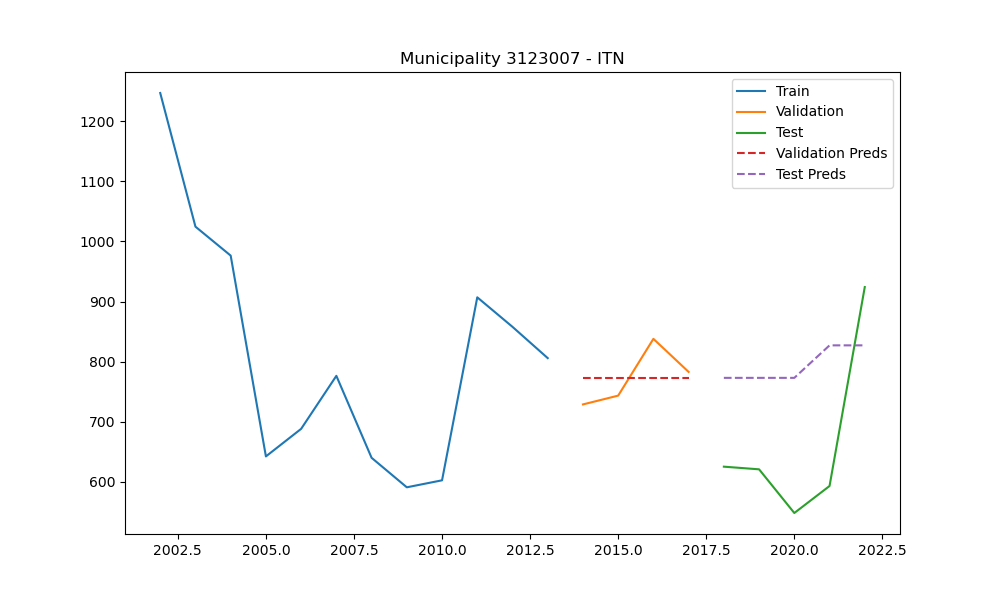 Municipality 3123007 - ITN
Train
Validation
Test
Validation Preds
Test Preds
1200
1100
1000
900
800
700
600
2002.5 2005.0 2007.5 2010.0 2012.5 2015.0 2017.5 2020.0 2022.5